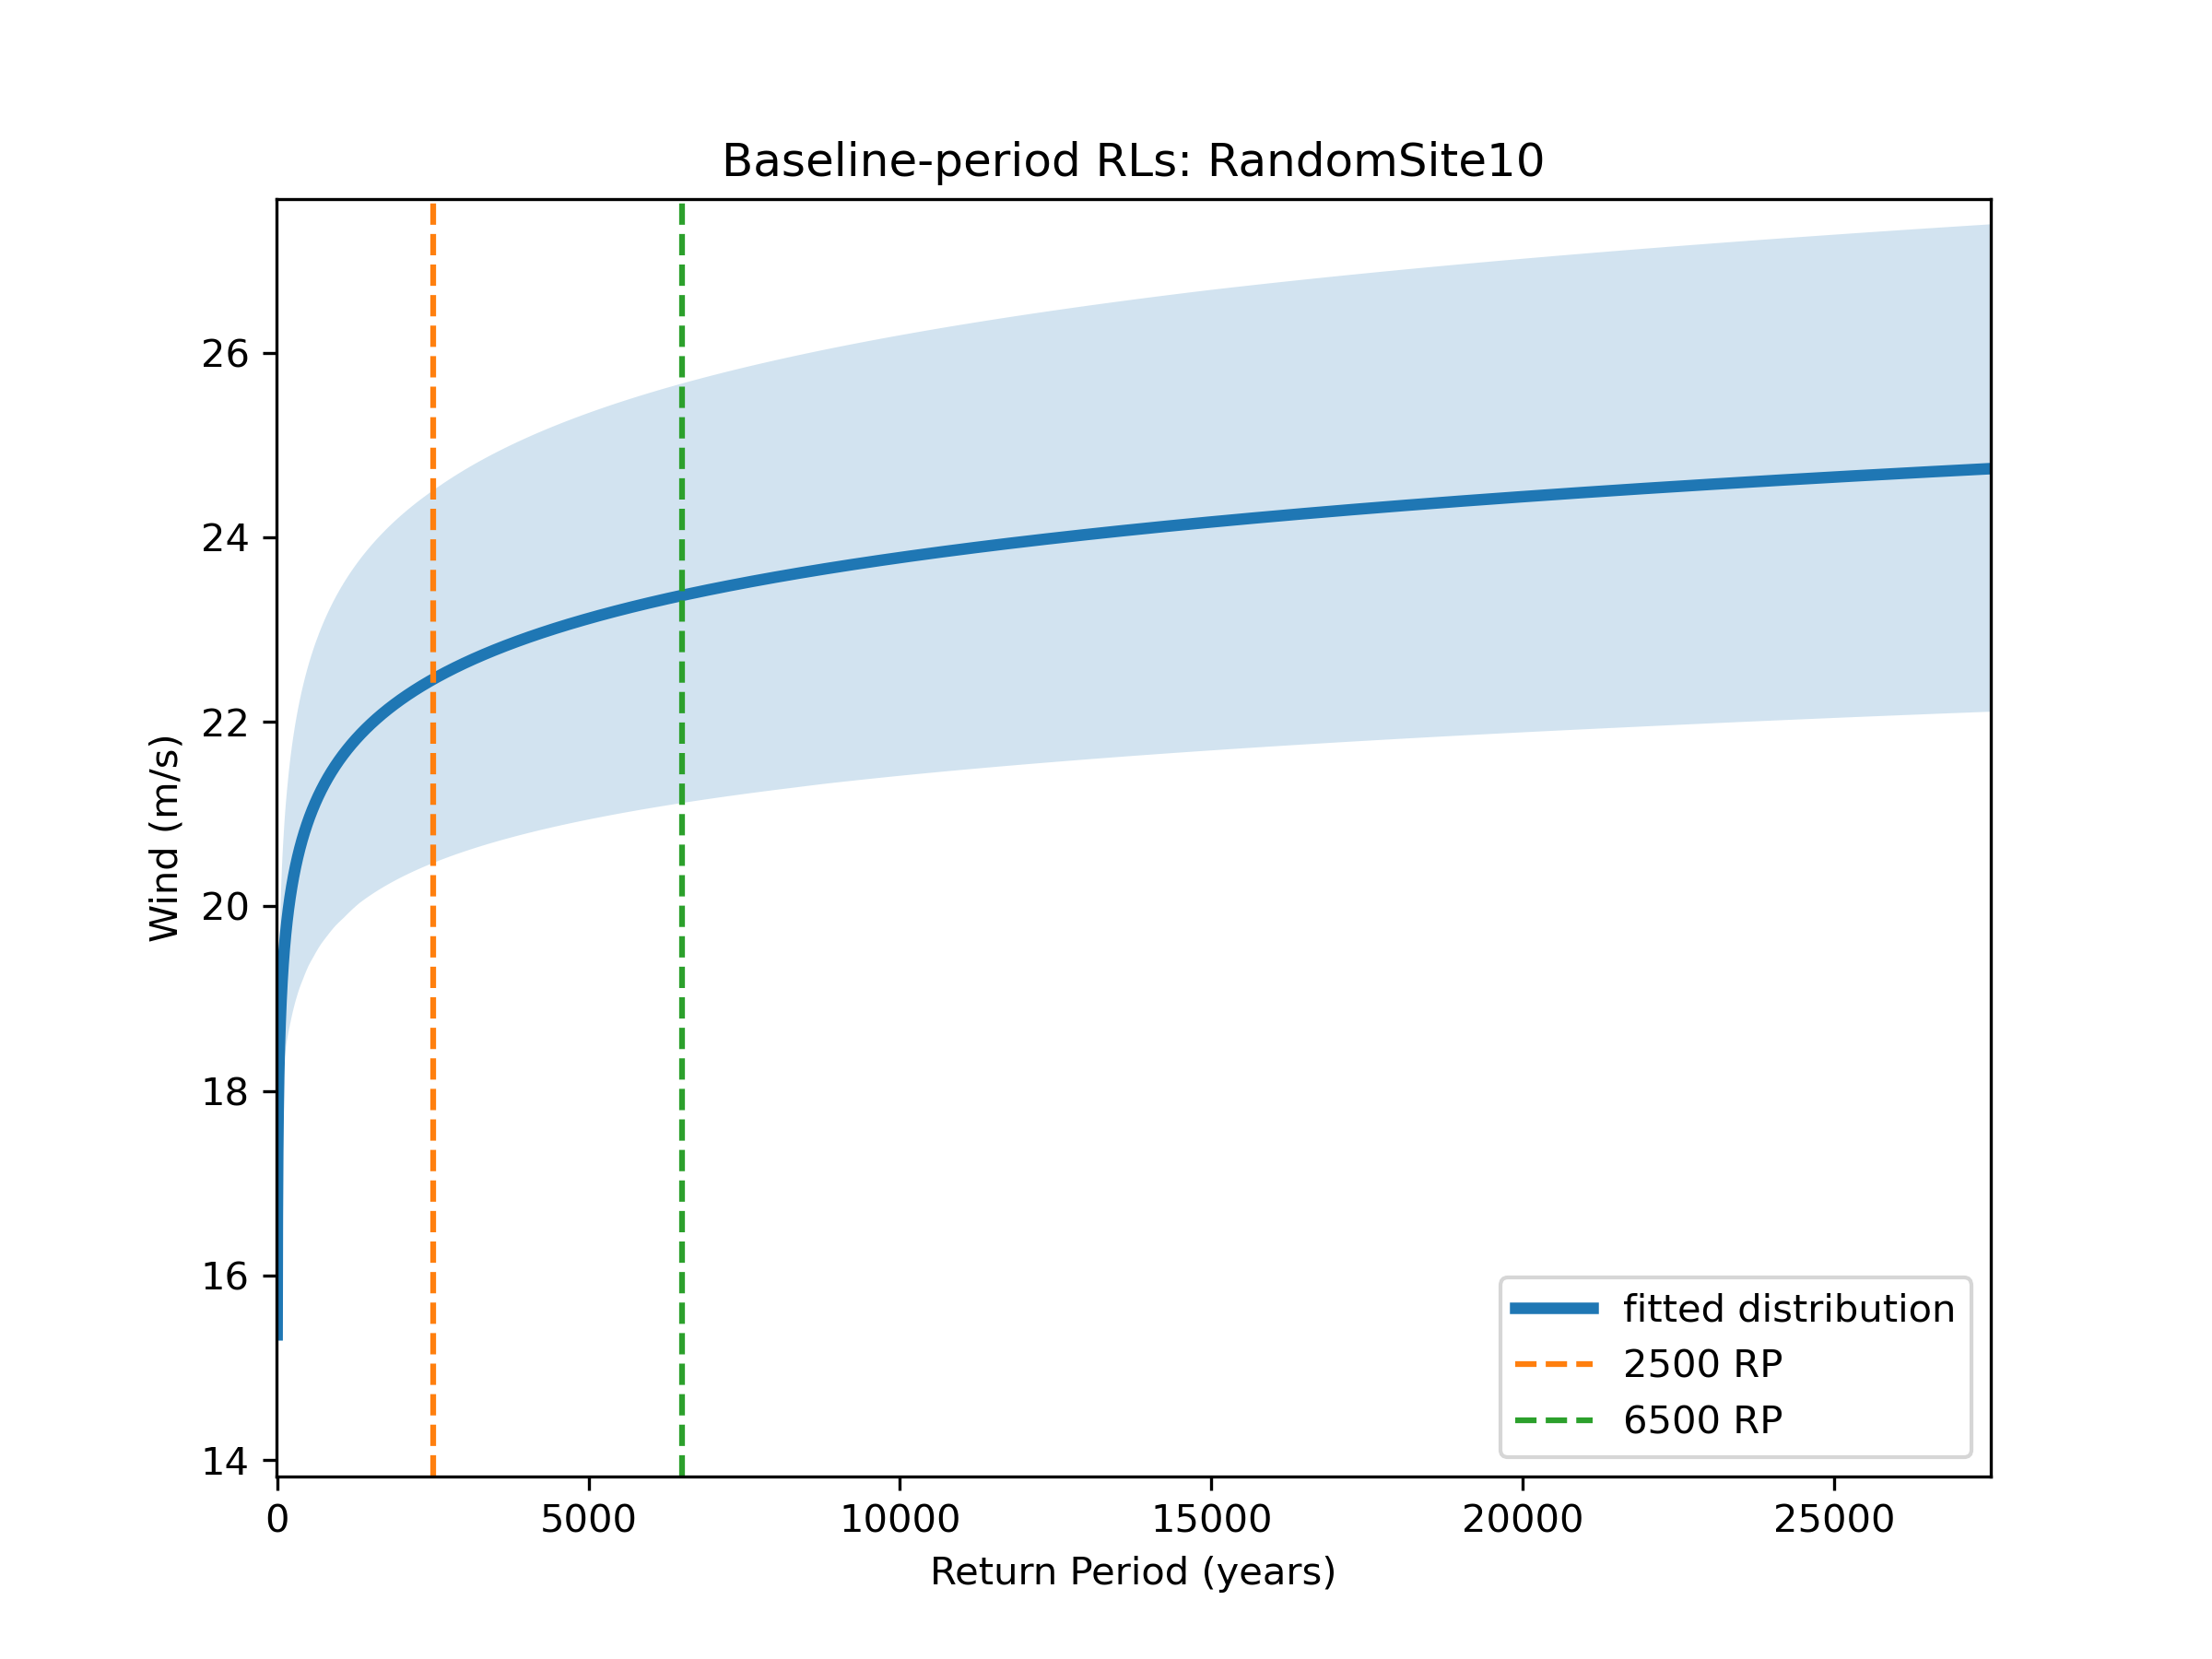 Baseline-period RLs: RandomSite10
26
24
22
20
18
16
14
Wind (m/s)
0 5000 10000 15000 20000 25000
Return Period (years)
fitted distribution
2500 RP
6500 RP